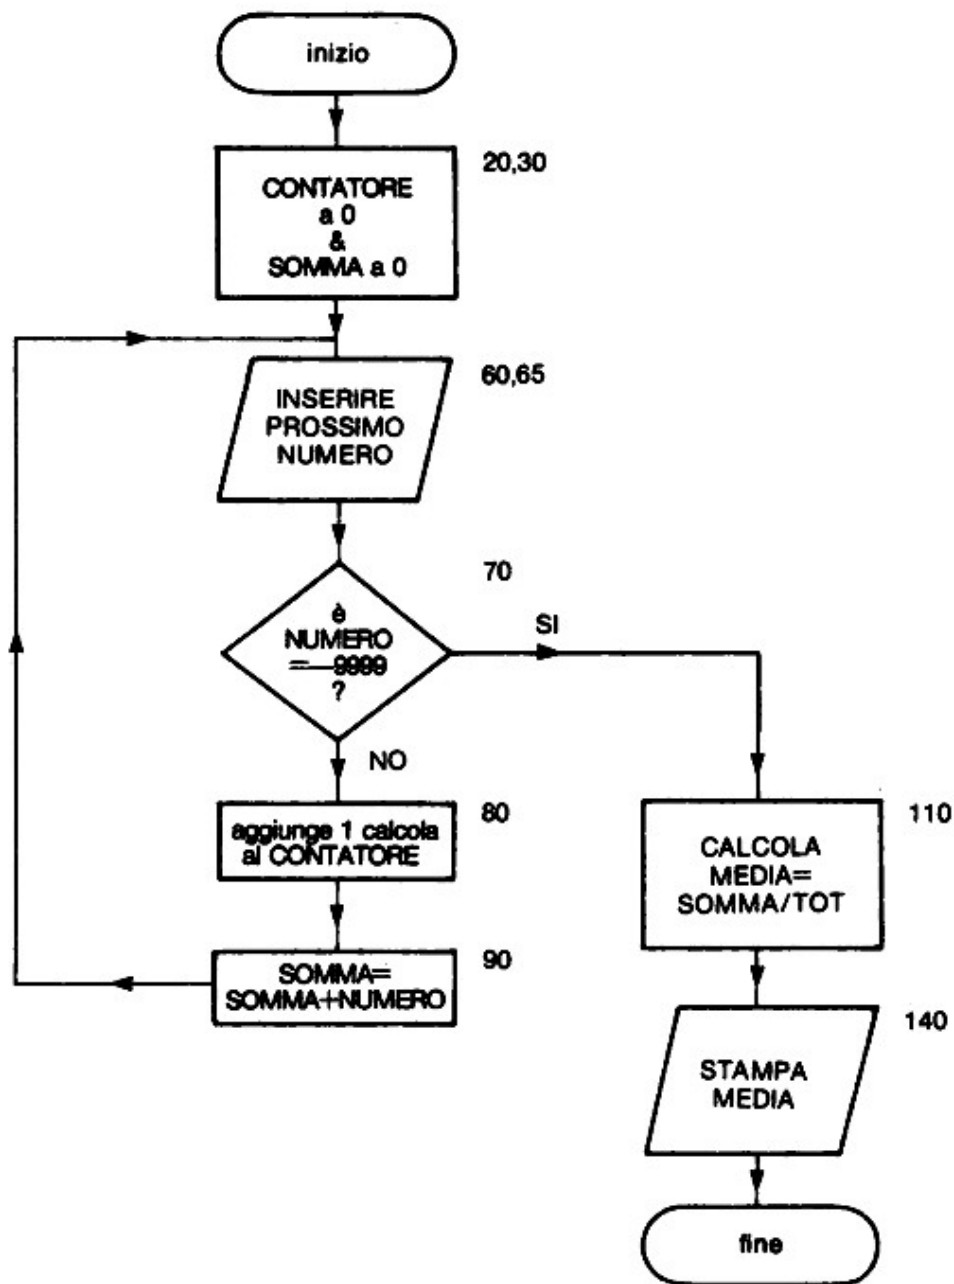 inizio
20,30
CONTATORE
a 0
&
SOMMA a 0
60,65
INSERIRE
PROSSIMO
NUMERO
70
è
NUMERO
=—9999
?
SI
NO
80
aggiunge 1 calcola
al CONTATORE
90
SOMMA=
SOMMA+NUMERO
110
CALCOLA
MEDIA=
SOMMA/TOT
140
STAMPA
MEDIA
fine